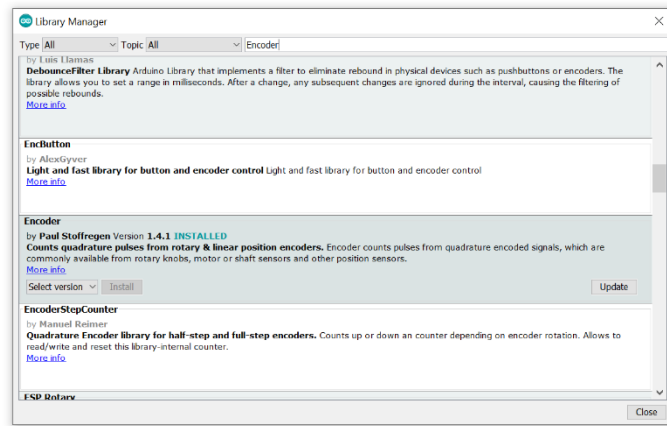 Library Manager
Type All Topic All Encoder
by Luis Llamas
DebounceFilter Library Arduino Library that implements a filter to eliminate rebound in physical devices such as pushbuttons or encoders. The
library allows you to set a range in milliseconds. After a change, any subsequent changes are ignored during the interval, causing the filtering of
possible rebounds.
More info
EncButton
by AlexGyver
Light and fast library for button and encoder control Light and fast library for button and encoder control
More info
Encoder
by Paul Stoffregen Version 1.4.1 INSTALLED
Counts quadrature pulses from rotary & linear position encoders. Encoder counts pulses from quadrature encoded signals, which are
commonly available from rotary knobs, motor or shaft sensors and other position sensors.
More info
Select version Install Update
EncoderStepCounter
by Manuel Reimer
Quadrature Encoder library for half-step and full-step encoders. Counts up or down an counter depending on encoder rotation. Allows to
read/write and reset this library-internal counter.
More info
ESP Rotary
Close